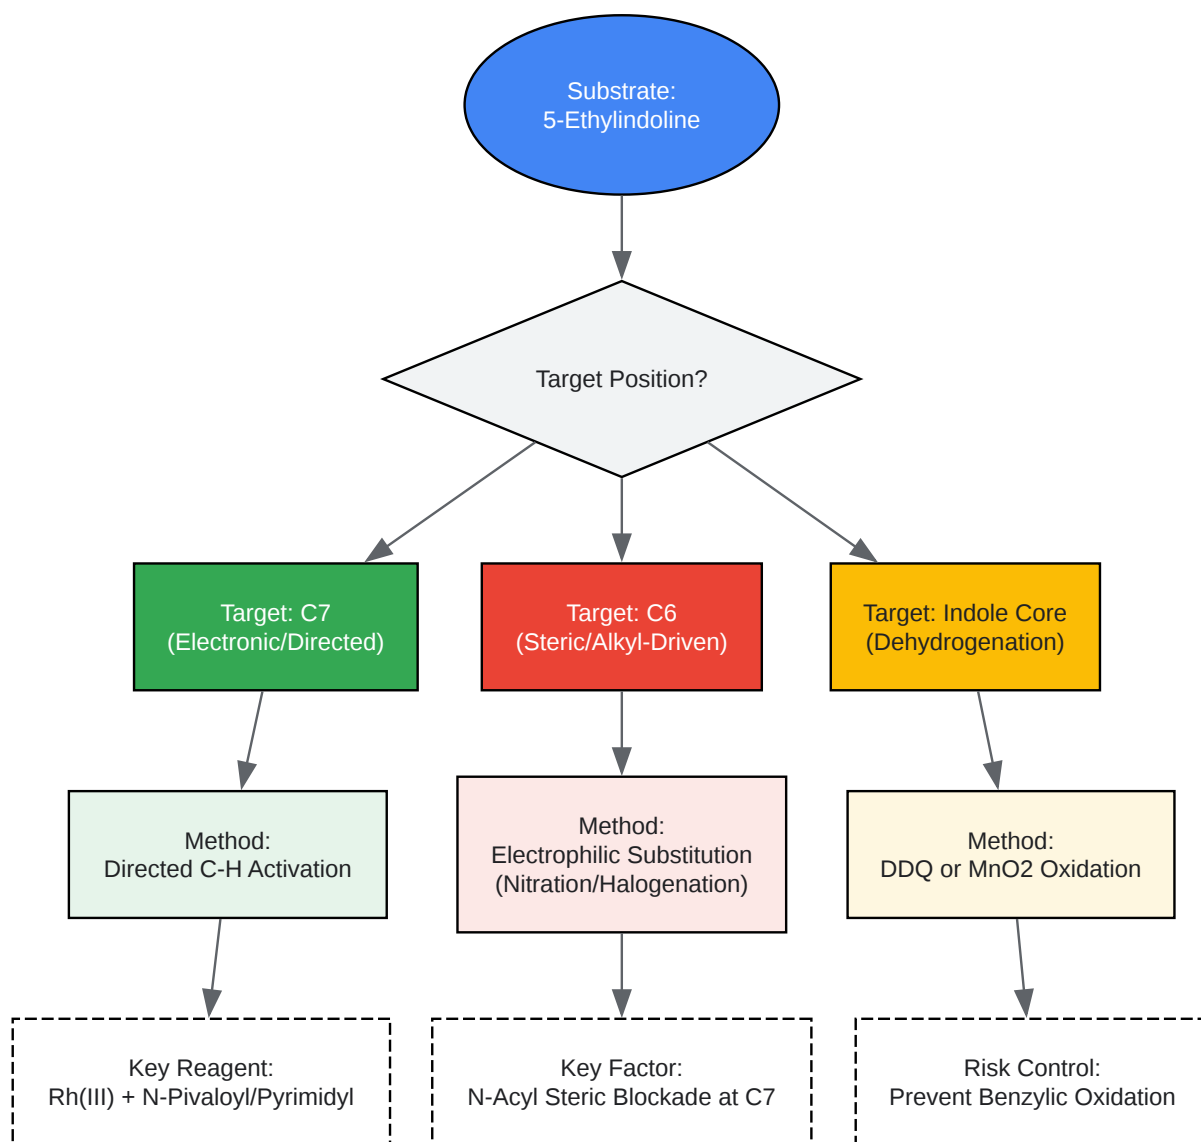 Substrate:
5-Ethylindoline
Target Position?
Target: C7
(Electronic/Directed)
Target: C6
(Steric/Alkyl-Driven)
Target: Indole Core
(Dehydrogenation)
Method:
Directed C-H Activation
Method:
Electrophilic Substitution
(Nitration/Halogenation)
Method:
DDQ or MnO2 Oxidation
Key Reagent:
Rh(III) + N-Pivaloyl/Pyrimidyl
Key Factor:
N-Acyl Steric Blockade at C7
Risk Control:
Prevent Benzylic Oxidation